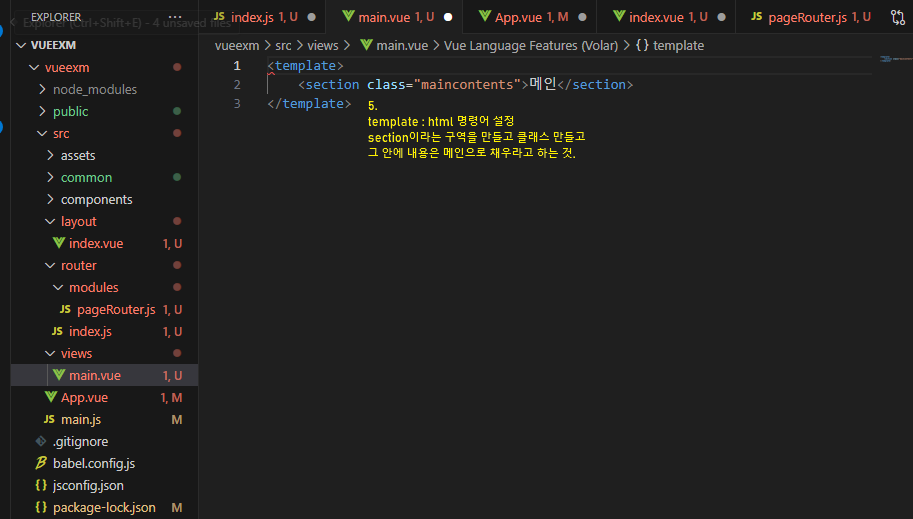 EXPLORER
···
Explorer (Ctrl+Shift+E) - 4 unsaved files
JS index.js 1, U
main.vue 1, U
App.vue 1, M
index.vue 1, U
JS pageRouter.js 1, U
VUEEXM
vueexm
node_modules
public
src
assets
common
components
layout
index.vue 1, U
router
modules
JS pageRouter.js 1, U
JS index.js 1, U
views
main.vue 1, U
App.vue 1, M
JS main.js M
.gitignore
babel.config.js
{} jsconfig.json
{} package-lock.json M
vueexm > src > views > main.vue > Vue Language Features (Volar) > {} template
1 <template>
2 <section class="maincontents">메인</section>
3 </template>
5.
template : html 명령어 설정
section이라는 구역을 만들고 클래스 만들고
그 안에 내용은 메인으로 채우라고 하는 것.